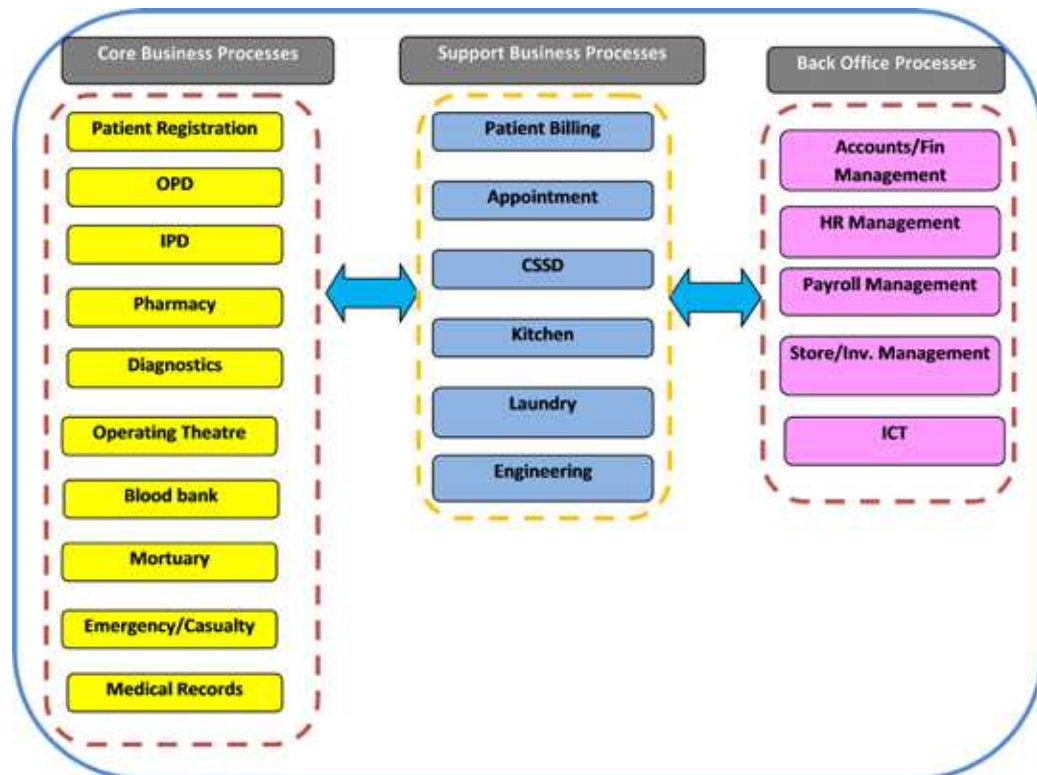 Core Business Processes
Patient Registration
OPD
IPD
Pharmacy
Diagnostics
Operating Theatre
Blood bank
Mortuary
Emergency/Casualty
Medical Records
Support Business Processes
Patient Billing
Appointment
CSSD
Kitchen
Laundry
Engineering
Back Office Processes
Accounts/Fin
Management
HR Management
Payroll Management
Store/Inv. Management
ICT